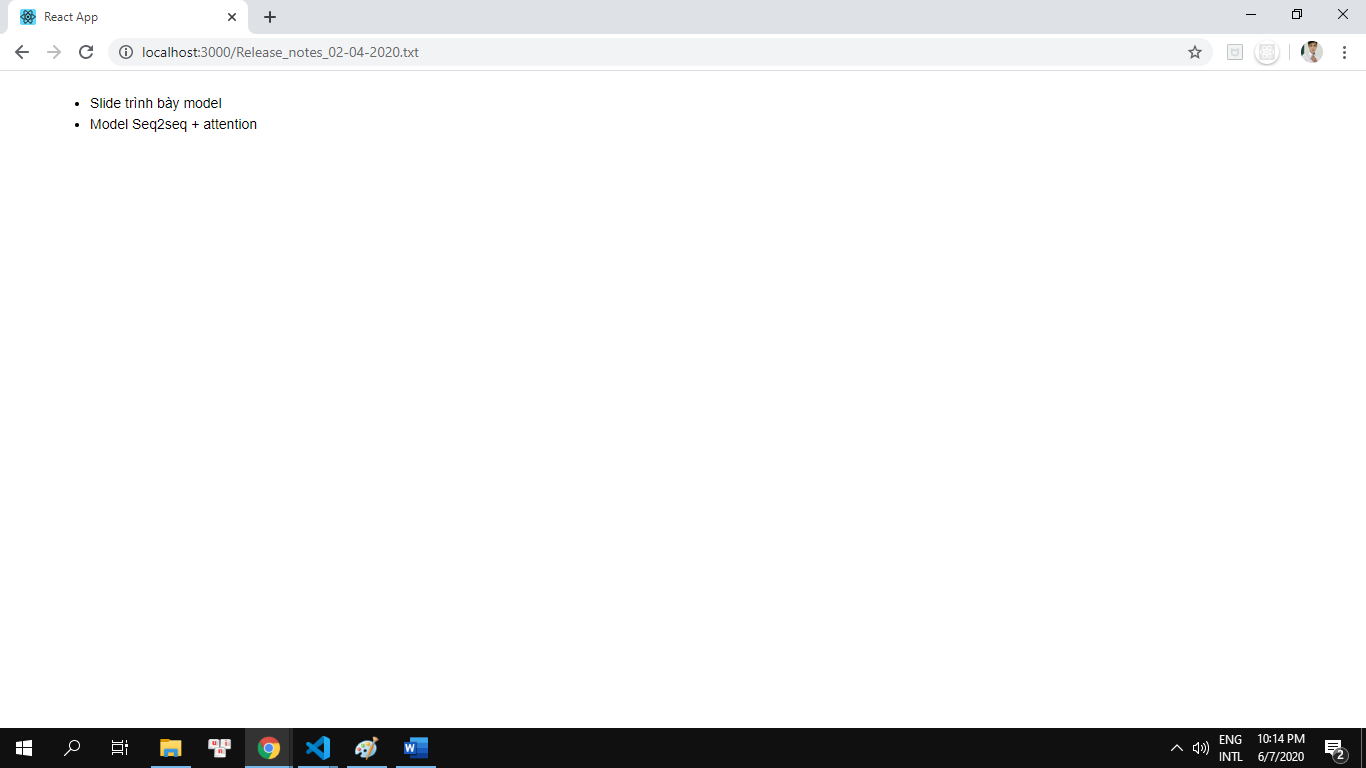 React App
localhost:3000/Release_notes_02-04-2020.txt
Slide trình bày model
Model Seq2seq + attention
ENG
INTL
10:14 PM
6/7/2020
2